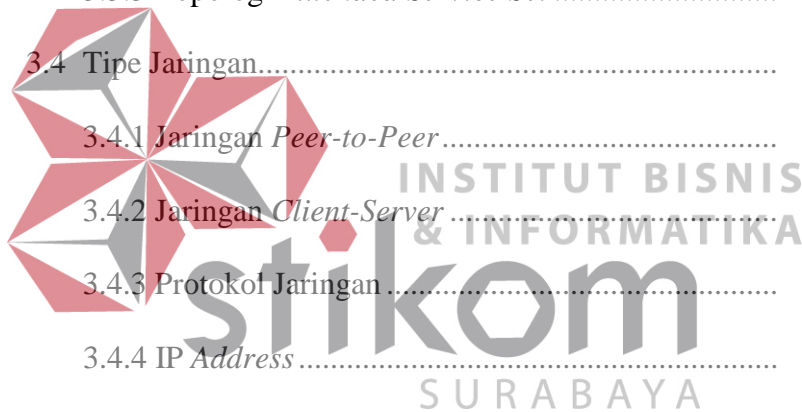 3.4 Tipe Jaringan................................................................
3.4.1 Jaringan Peer-to-Peer..........................................
INSTITUT BISNIS
3.4.2 Jaringan Client-Server.........................................
& INFORMATIKA
3.4.3 Protokol Jaringan.................................................
stikom
3.4.4 IP Address............................................................
SURABAYA